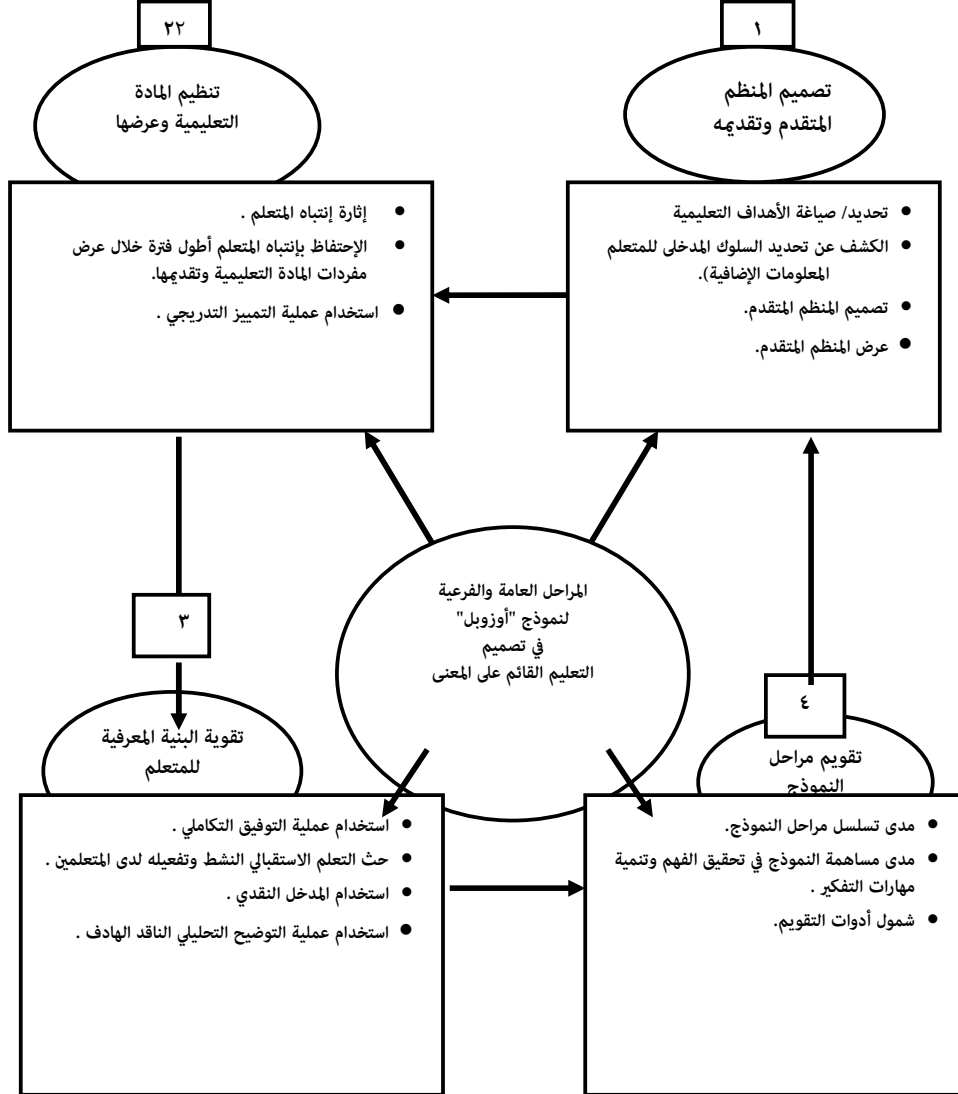 ١
تصميم المنظم
المتقدم وتقديمه
تحديد/ صياغة الأهداف التعليمية
الكشف عن تحديد السلوك المدخلى للمتعلم
المعلومات الإضافية).
تصميم المنظم المتقدم.
عرض المنظم المتقدم.
٢٢
تنظيم المادة
التعليمية وعرضها
إثارة إنتباه المتعلم .
الإحتفاظ بإنتباه المتعلم أطول فترة خلال عرض
مفردات المادة التعليمية وتقديمها.
استخدام عملية التمييز التدريجي .
المراحل العامة والفرعية
لنموذج "أوزوبل"
في تصميم
التعليم القائم على المعنى
٣
تقوية البنية المعرفية
للمتعلم
استخدام عملية التوفيق التكاملي .
حث التعلم الاستقبالي النشط وتفعيله لدى المتعلمين .
استخدام المدخل النقدي .
استخدام عملية التوضيح التحليلي الناقد الهادف .
٤
تقويم مراحل
النموذج
مدى تسلسل مراحل النموذج.
مدى مساهمة النموذج في تحقيق الفهم وتنمية
مهارات التفكير .
شمول أدوات التقويم.